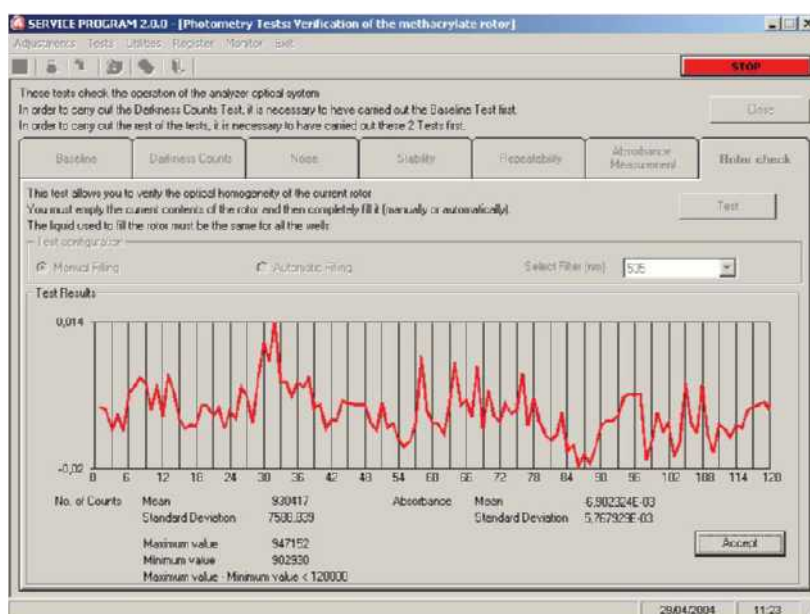 SERVICE PROGRAM 2.0.0 - [Photometry Tests: Verification of the methacrylate rotor]
Adjustments Tests Utilities Register Monitor Exit
STOP
These tests check the operation of the analyzer optical system
In order to carry out the Darkness Counts Test, it is necessary to have carried out the Baseline Test first.
In order to carry out the rest of the tests, it is necessary to have carried out these 2 Tests first.
Close
Baseline Darkness Counts Noise Stability Repeatability Absorbance Measurement Rotor check
This test allows you to verify the optical homogeneity of the current rotor
You must empty the current contents of the rotor and then completely fill it (manually or automatically).
The liquid used to fill the rotor must be the same for all the wells
Test
Test configuration
Manual Filling Automatic Filling Select Filter (nm) 505
Test Results
0,014
-0,02
0 6 12 18 24 30 36 42 48 54 60 66 72 78 84 90 96 102 108 114 120
No. of Counts Mean 930417 Absorbance Mean -6,902324E-03
Standard Deviation 7588,839 Standard Deviation 5,767929E-03
Maximum value 947152
Minimum value 902930
Maximum value - Minimum value < 120000
Accept
29/04/2004 11:23